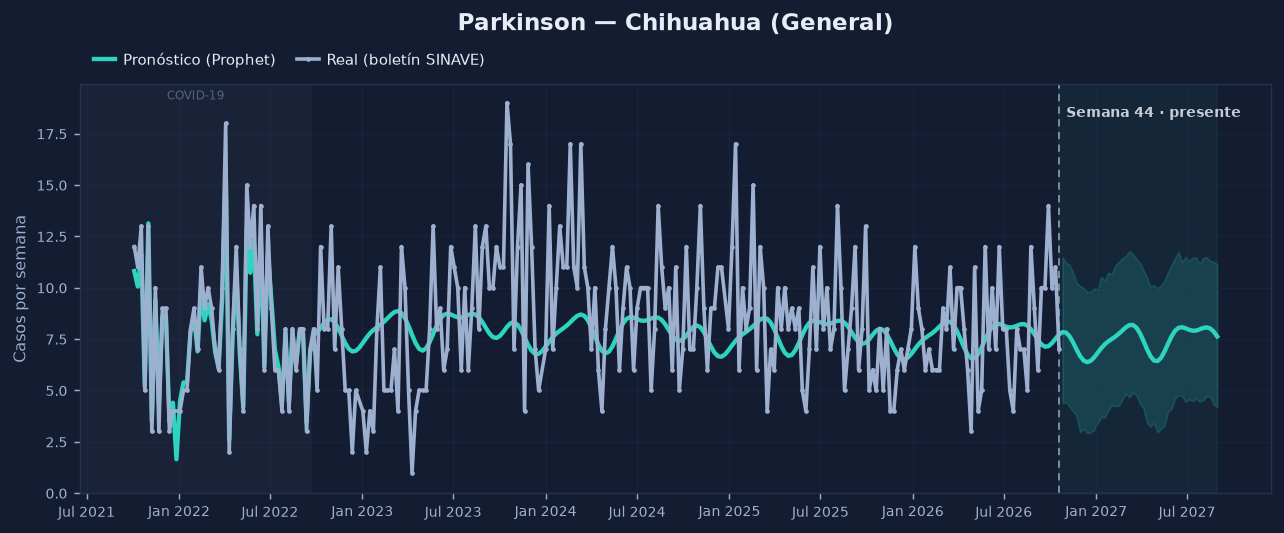 Parkinson — Chihuahua (General)
Pronóstico (Prophet)
Real (boletín SINAVE)
COVID-19
Semana 44 · presente
Casos por semana
17.5
15.0
12.5
10.0
7.5
5.0
2.5
0.0
Jul 2021
Jan 2022
Jul 2022
Jan 2023
Jul 2023
Jan 2024
Jul 2024
Jan 2025
Jul 2025
Jan 2026
Jul 2026
Jan 2027
Jul 2027